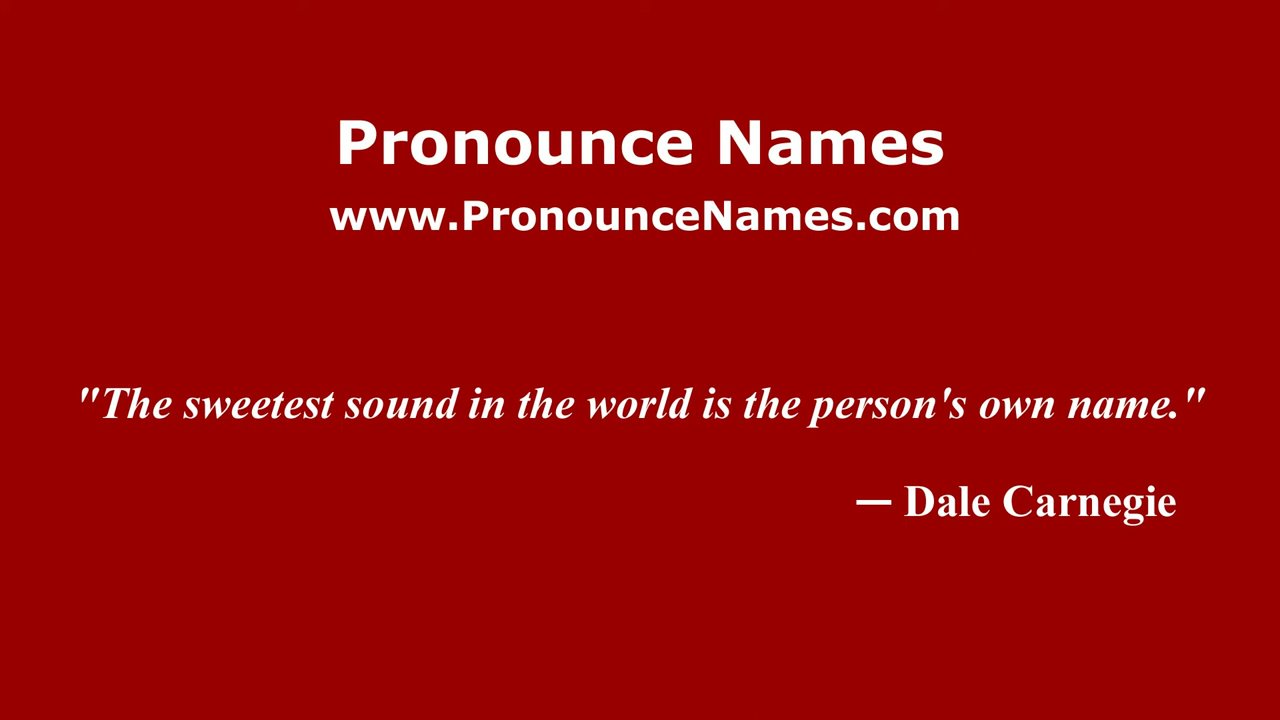 Pronounce Names
www.PronounceNames.com
"The sweetest sound in the world is the person's own name."
— Dale Carnegie